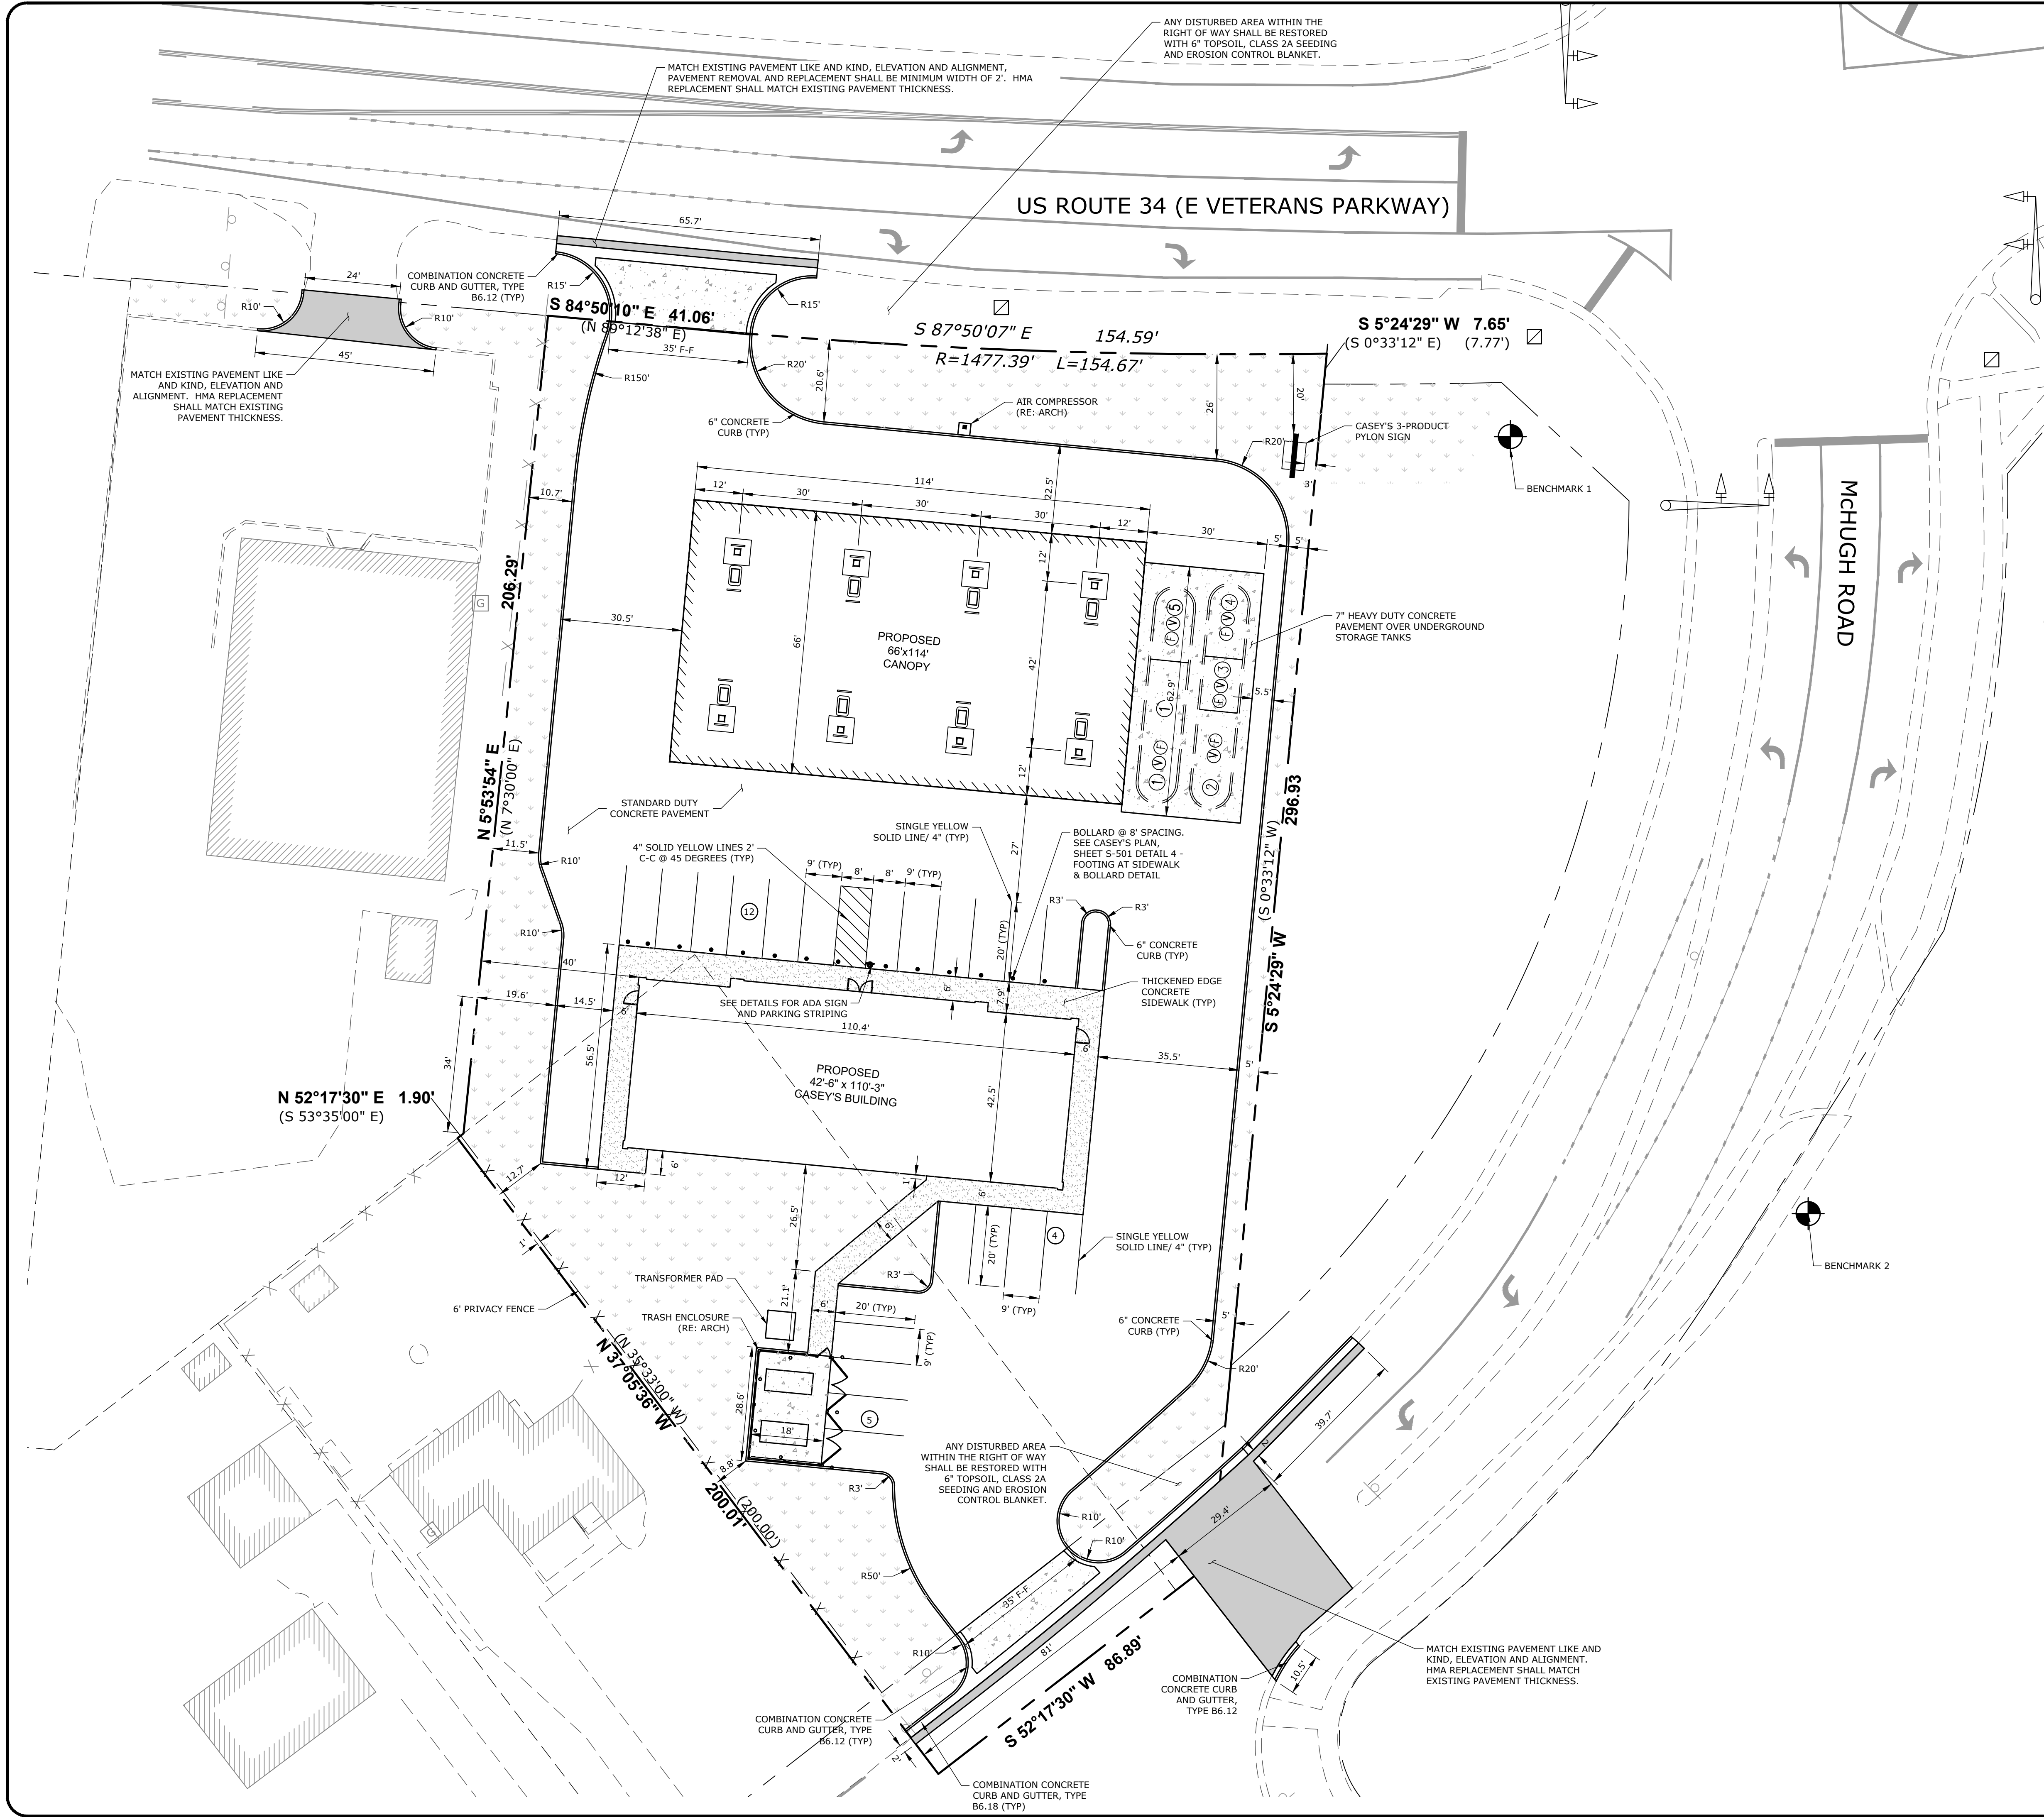 ANY DISTURBED AREA WITHIN THE
RIGHT OF WAY SHALL BE RESTORED
WITH 6" TOPSOIL, CLASS 2A SEEDING
AND EROSION CONTROL BLANKET.
MATCH EXISTING PAVEMENT LIKE AND KIND, ELEVATION AND ALIGNMENT,
PAVEMENT REMOVAL AND REPLACEMENT SHALL BE MINIMUM WIDTH OF 2'. HMA
REPLACEMENT SHALL MATCH EXISTING PAVEMENT THICKNESS.
US ROUTE 34 (E VETERANS PARKWAY)
65.7'
24'
COMBINATION CONCRETE
CURB AND GUTTER, TYPE
B6.12 (TYP)
R15'
R15'
R10'
R10'
45'
S 84°50'10" E 41.06'
(N 89°12'38" E)
35' F-F
S 87°50'07" E 154.59'
R=1477.39' L=154.67'
S 5°24'29" W 7.65'
(S 0°33'12" E) (7.77')
MATCH EXISTING PAVEMENT LIKE
AND KIND, ELEVATION AND
ALIGNMENT. HMA REPLACEMENT
SHALL MATCH EXISTING
PAVEMENT THICKNESS.
R150'
R20'
20.6'
26'
20'
AIR COMPRESSOR
(RE: ARCH)
6" CONCRETE
CURB (TYP)
R20'
CASEY'S 3-PRODUCT
PYLON SIGN
3'
BENCHMARK 1
McHUGH ROAD
10.7'
114'
22.5'
12'
30'
30'
30'
12'
30'
5'
5'
12'
206.29'
G
30.5'
66'
PROPOSED
66'x114'
CANOPY
42'
12'
5
V
F
4
V
F
3
V
F
1
62.9'
1
V
F
2
V
F
5.5'
7" HEAVY DUTY CONCRETE
PAVEMENT OVER UNDERGROUND
STORAGE TANKS
N 5°53'54" E
(N 7°30'00" E)
296.93
(S 0°33'12" W)
S 5°24'29" W
STANDARD DUTY
CONCRETE PAVEMENT
SINGLE YELLOW
SOLID LINE/ 4" (TYP)
27'
BOLLARD @ 8' SPACING.
SEE CASEY'S PLAN,
SHEET S-501 DETAIL 4 -
FOOTING AT SIDEWALK
& BOLLARD DETAIL
11.5'
R10'
4" SOLID YELLOW LINES 2'
C-C @ 45 DEGREES (TYP)
9' (TYP)
8'
8'
9' (TYP)
12
R3'
R3'
20' (TYP)
6" CONCRETE
CURB (TYP)
R10'
40'
THICKENED EDGE
CONCRETE
SIDEWALK (TYP)
19.6'
14.5'
6'
SEE DETAILS FOR ADA SIGN
AND PARKING STRIPING
6'
7.9'
110.4'
6'
35.5'
5'
34'
56.5'
PROPOSED
42'-6" x 110'-3"
CASEY'S BUILDING
42.5'
N 52°17'30" E 1.90'
(S 53°35'00" E)
12.7'
12'
6'
1'
6'
26.5'
6'
20' (TYP)
4
SINGLE YELLOW
SOLID LINE/ 4" (TYP)
1'
BENCHMARK 2
TRANSFORMER PAD
R3'
21.1'
6'
20' (TYP)
9' (TYP)
9' (TYP)
6' PRIVACY FENCE
TRASH ENCLOSURE
(RE: ARCH)
6" CONCRETE
CURB (TYP)
5'
R20'
(N 35°33'00" W)
N 37°05'36" W
28.6'
18'
5
39.7'
2'
8.8'
(200.00')
200.01'
R3'
ANY DISTURBED AREA
WITHIN THE RIGHT OF WAY
SHALL BE RESTORED WITH
6" TOPSOIL, CLASS 2A
SEEDING AND EROSION
CONTROL BLANKET.
R10'
R10'
29.4'
G
R50'
35' F-F
R10'
81'
S 52°17'30" W 86.89'
MATCH EXISTING PAVEMENT LIKE AND
KIND, ELEVATION AND ALIGNMENT.
HMA REPLACEMENT SHALL MATCH
EXISTING PAVEMENT THICKNESS.
COMBINATION
CONCRETE CURB
AND GUTTER,
TYPE B6.12
10.5'
COMBINATION CONCRETE
CURB AND GUTTER, TYPE
B6.12 (TYP)
2'
COMBINATION CONCRETE
CURB AND GUTTER, TYPE
B6.18 (TYP)